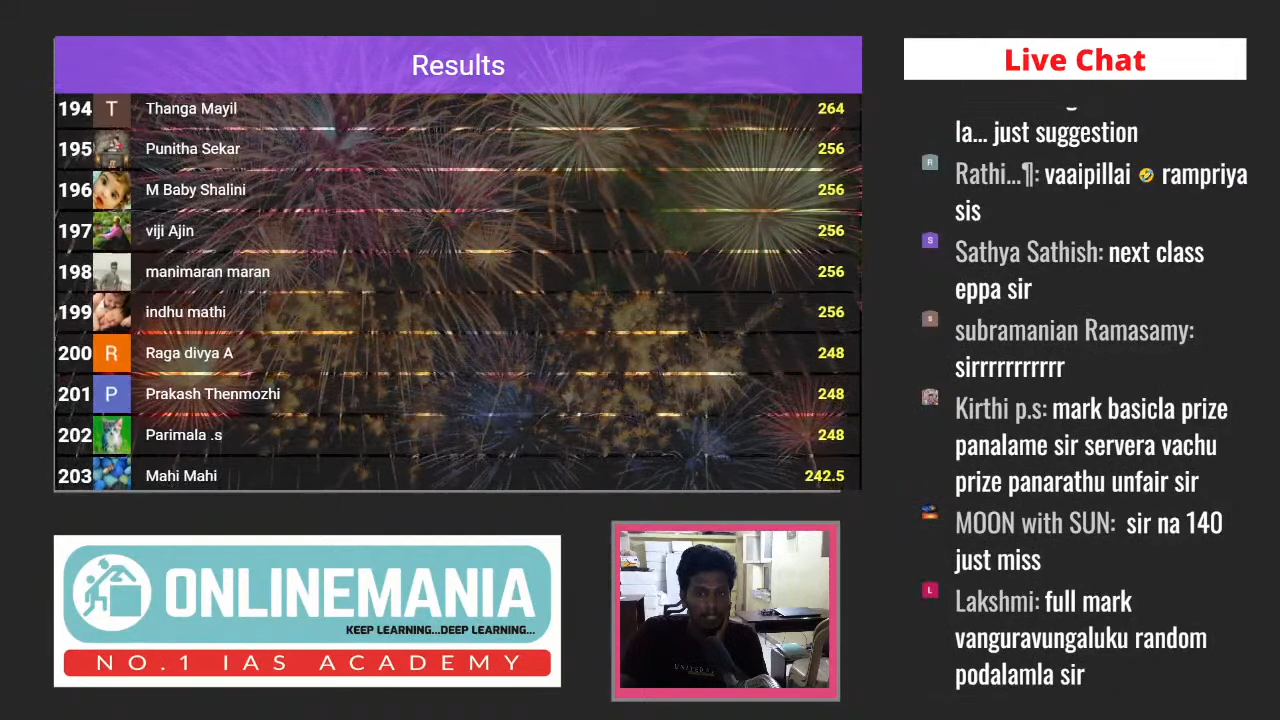 Results
194 T Thanga Mayil 264
195 Punitha Sekar 256
196 M Baby Shalini 256
197 viji Ajin 256
198 manimaran maran 256
199 indhu mathi 256
200 R Raga divya A 248
201 P Prakash Thenmozhi 248
202 Parimala .s 248
203 Mahi Mahi 242.5
ONLINEMANIA
KEEP LEARNING...DEEP LEARNING...
NO.1 IAS ACADEMY
Live Chat
la... just suggestion
R Rathi...¶: vaaipillai 🤣 rampriya
sis
S Sathya Sathish: next class
eppa sir
s subramanian Ramasamy:
sirrrrrrrrrrr
Kirthi p.s: mark basicla prize
panalame sir servera vachu
prize panarathu unfair sir
MOON with SUN: sir na 140
just miss
L Lakshmi: full mark
vanguravungaluku random
podalamla sir